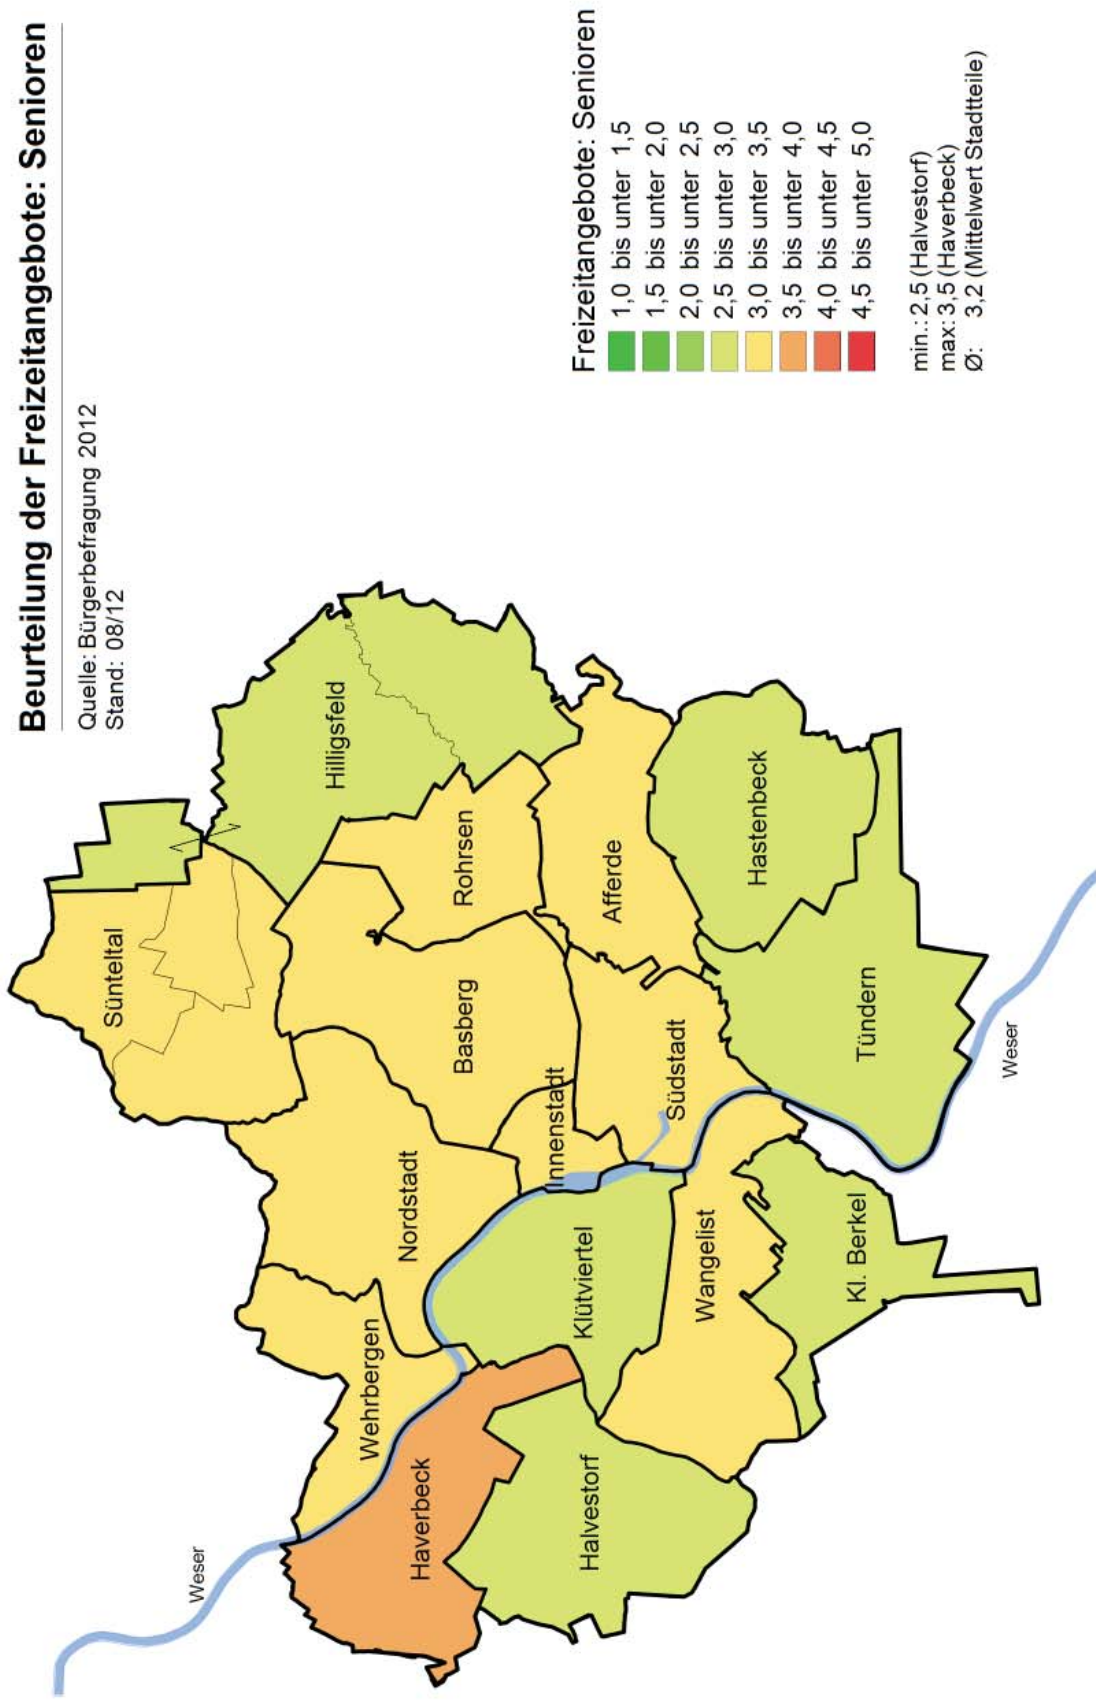 Beurteilung der Freizeitangebote: Senioren
Quelle: Bürgerbefragung 2012
Stand: 08/12
Sünteltal
Hilligsfeld
Wehrbergen
Nordstadt
Basberg
Rohrsen
Haverbeck
Innenstadt
Afferde
Halvestorf
Klütviertel
Südstadt
Wangelist
Hastenbeck
Kl. Berkel
Tündern
Weser
Weser
Freizeitangebote: Senioren
1,0 bis unter 1,5
1,5 bis unter 2,0
2,0 bis unter 2,5
2,5 bis unter 3,0
3,0 bis unter 3,5
3,5 bis unter 4,0
4,0 bis unter 4,5
4,5 bis unter 5,0
min.: 2,5 (Halvestorf)
max: 3,5 (Haverbeck)
Ø: 3,2 (Mittelwert Stadtteile)